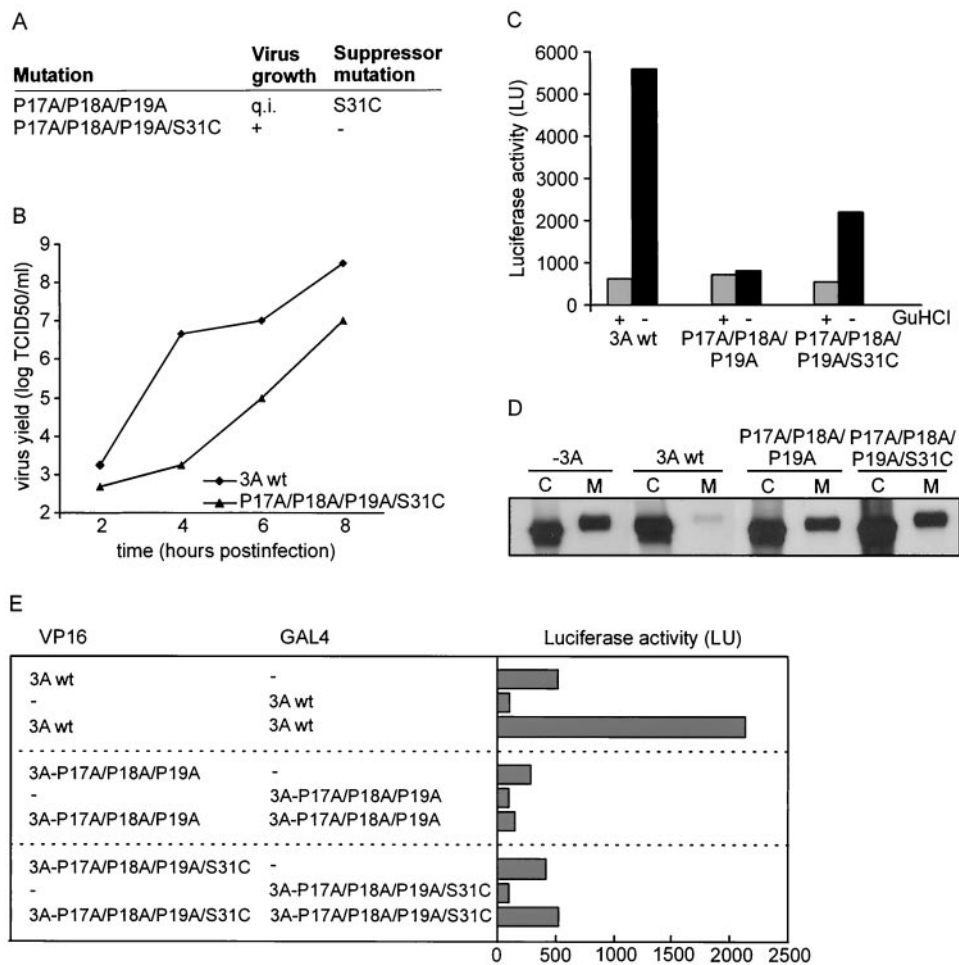 A
Mutation Virus growth Suppressor mutation
P17A/P18A/P19A q.i. S31C
P17A/P18A/P19A/S31C + -
B
virus yield (log TCID50/ml)
9
8
7
6
5
4
3
2
2 4 6 8
time (hours postinfection)
3A wt
P17A/P18A/P19A/S31C
C
Luciferase activity (LU)
6000
5000
4000
3000
2000
1000
0
+ - + - + - GuHCl
3A wt P17A/P18A/ P17A/P18A/
P19A P19A/S31C
D
P17A/P18A/ P17A/P18A/
-3A 3A wt P19A P19A/S31C
C M C M C M C M
E
VP16 GAL4 Luciferase activity (LU)
3A wt -
- 3A wt
3A wt 3A wt
3A-P17A/P18A/P19A -
- 3A-P17A/P18A/P19A
3A-P17A/P18A/P19A 3A-P17A/P18A/P19A
3A-P17A/P18A/P19A/S31C -
- 3A-P17A/P18A/P19A/S31C
3A-P17A/P18A/P19A/S31C 3A-P17A/P18A/P19A/S31C
0 500 1000 1500 2000 2500